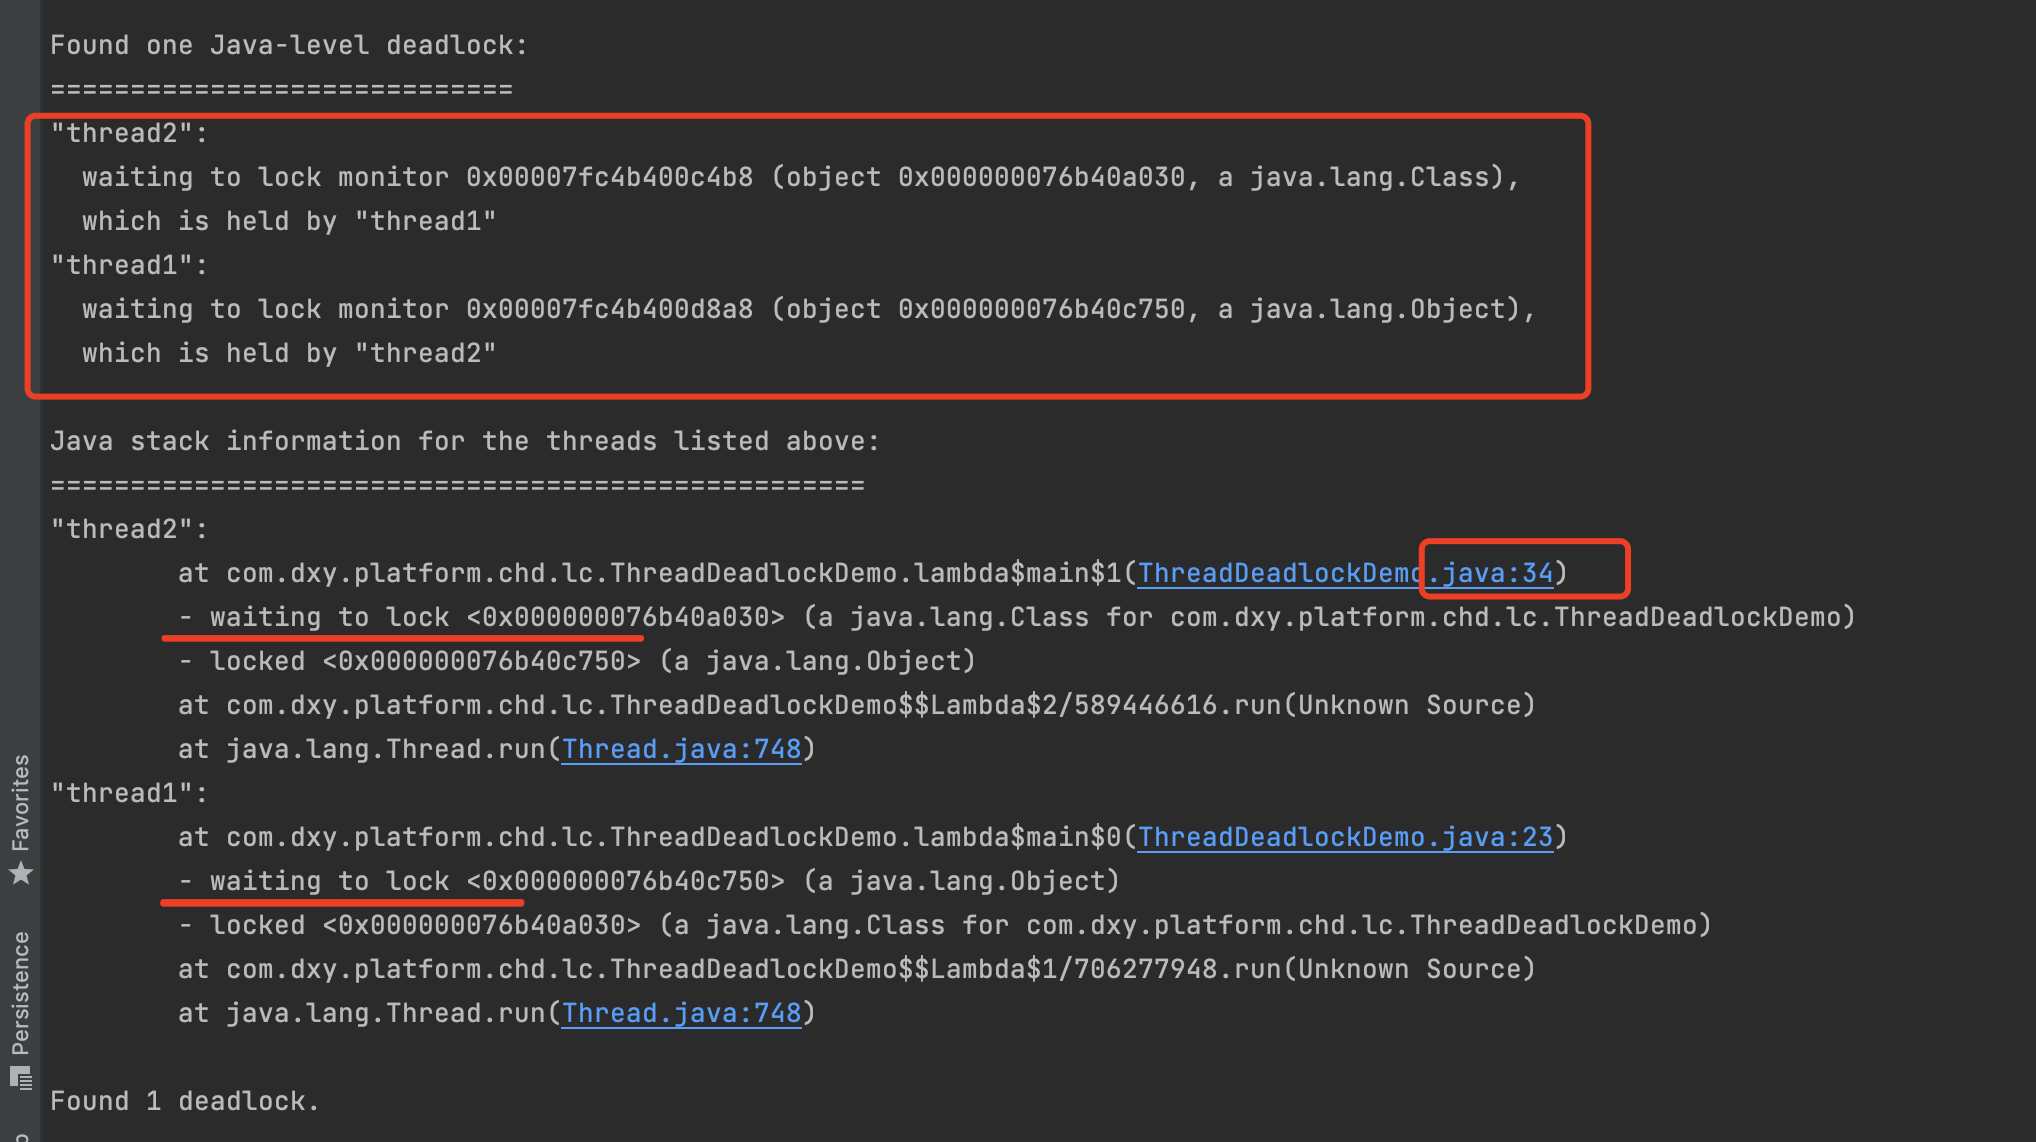 Found one Java-level deadlock:
=============================
"thread2":
  waiting to lock monitor 0x00007fc4b400c4b8 (object 0x000000076b40a030, a java.lang.Class),
  which is held by "thread1"
"thread1":
  waiting to lock monitor 0x00007fc4b400d8a8 (object 0x000000076b40c750, a java.lang.Object),
  which is held by "thread2"
Java stack information for the threads listed above:
===================================================
"thread2":
        at com.dxy.platform.chd.lc.ThreadDeadlockDemo.lambda$main$1(ThreadDeadlockDemo.java:34)
        - waiting to lock <0x000000076b40a030> (a java.lang.Class for com.dxy.platform.chd.lc.ThreadDeadlockDemo)
        - locked <0x000000076b40c750> (a java.lang.Object)
        at com.dxy.platform.chd.lc.ThreadDeadlockDemo$$Lambda$2/589446616.run(Unknown Source)
        at java.lang.Thread.run(Thread.java:748)
"thread1":
        at com.dxy.platform.chd.lc.ThreadDeadlockDemo.lambda$main$0(ThreadDeadlockDemo.java:23)
        - waiting to lock <0x000000076b40c750> (a java.lang.Object)
        - locked <0x000000076b40a030> (a java.lang.Class for com.dxy.platform.chd.lc.ThreadDeadlockDemo)
        at com.dxy.platform.chd.lc.ThreadDeadlockDemo$$Lambda$1/706277948.run(Unknown Source)
        at java.lang.Thread.run(Thread.java:748)
Found 1 deadlock.
Favorites
Persistence